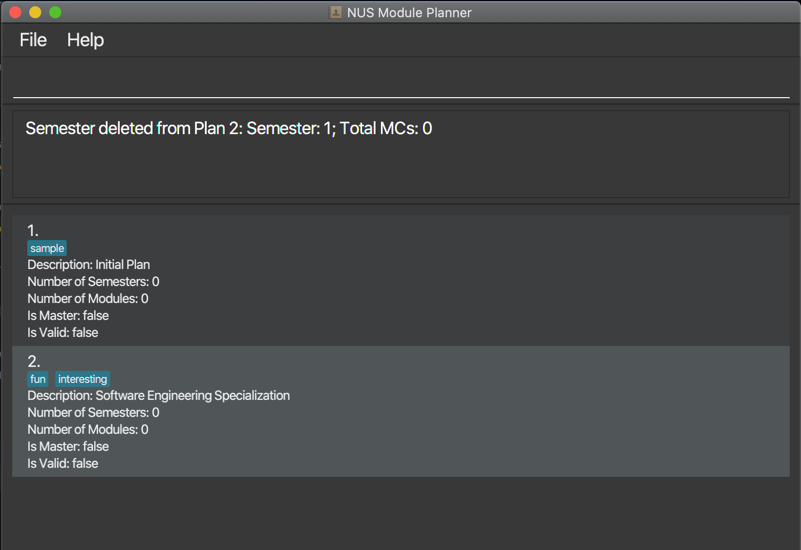 NUS Module Planner
File Help
Semester deleted from Plan 2: Semester: 1; Total MCs: 0
1.
sample
Description: Initial Plan
Number of Semesters: 0
Number of Modules: 0
Is Master: false
Is Valid: false
2.
fun interesting
Description: Software Engineering Specialization
Number of Semesters: 0
Number of Modules: 0
Is Master: false
Is Valid: false